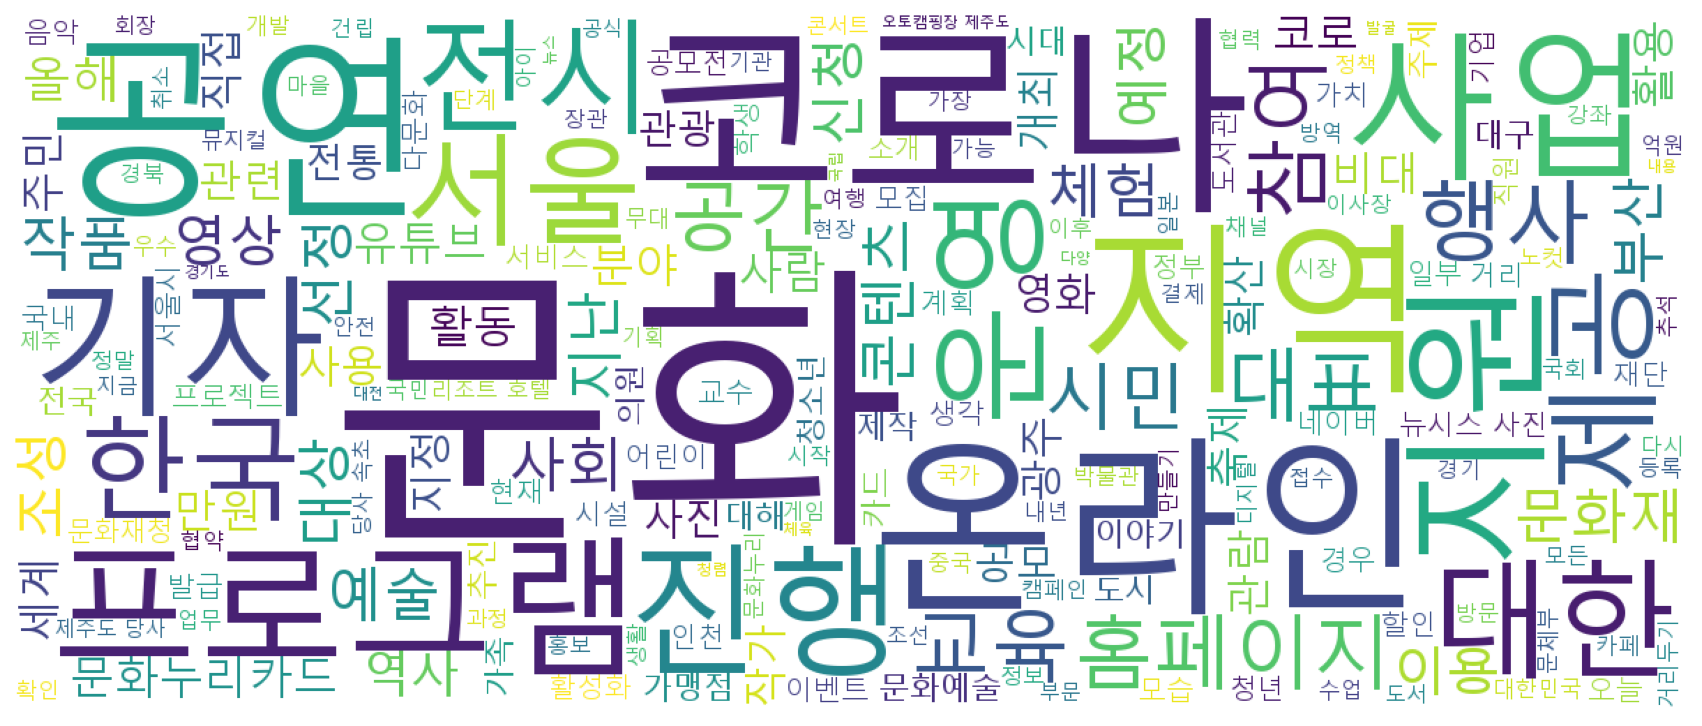 음악
회장
개발
건립
공연
전시
공식
뉴스
아이
콘서트
오토캠핑장 제주도
발굴
협력
시대
코로
코로나
예정
정책
주제
기업
사업
활용
올해
직접
취소
마을
단계
공모전
기관
장관
신청
가장
개최
참여
가치
대구
강좌
억원
주민
뮤지컬
다문화
관광
학생
소개
가능
방역
비대
직원
내용
경북
관련
전통
서울
공간
국립
여행
모집
체험
도서관
이사장
행사
부산
작품
우수
영상
선정
유튜브
서비스
분야
무대
사람
현장
콘텐츠
운영
이후
다양
일본
채널
정부
지역
시장
노컷
일부 거리
경기도
국내
서울시
기자
안전
문화
활동
지난
기획
계획
영화
결제
확산
지원
제공
추석
제주
정말
지금
사용
대전
국민리조트 호텔
의원
교수
청소년
생각
시민
대표
국회
재단
전국
프로젝트
한국
속초
지정
사회
어린이
시작
제작
광주
축제
네이버
뉴시스 사진
다시
조성
만원
대상
당사
현재
시설
사진
대해
게임
카드
국가
온라인
내년
박물관
만들기
디지털
접수
경기
등록
문화재
문화재청
협약
체육
이야기
세계
프로그램
발급
업무
예술
추진
과정
진행
청렴
문화누리
중국
공모
캠페인
도시
관람
경우
모든
대한
제주도 당사
문화누리카드
역사
가족
홍보
생활
인천
작가
조선
티켓
교육
홈페이지
할인
방문
문체부
카페
거리두기
확인
활성화
가맹점
이벤트
문화예술
정보
부문
모습
청년
수업
이용
도서
대한민국
오늘